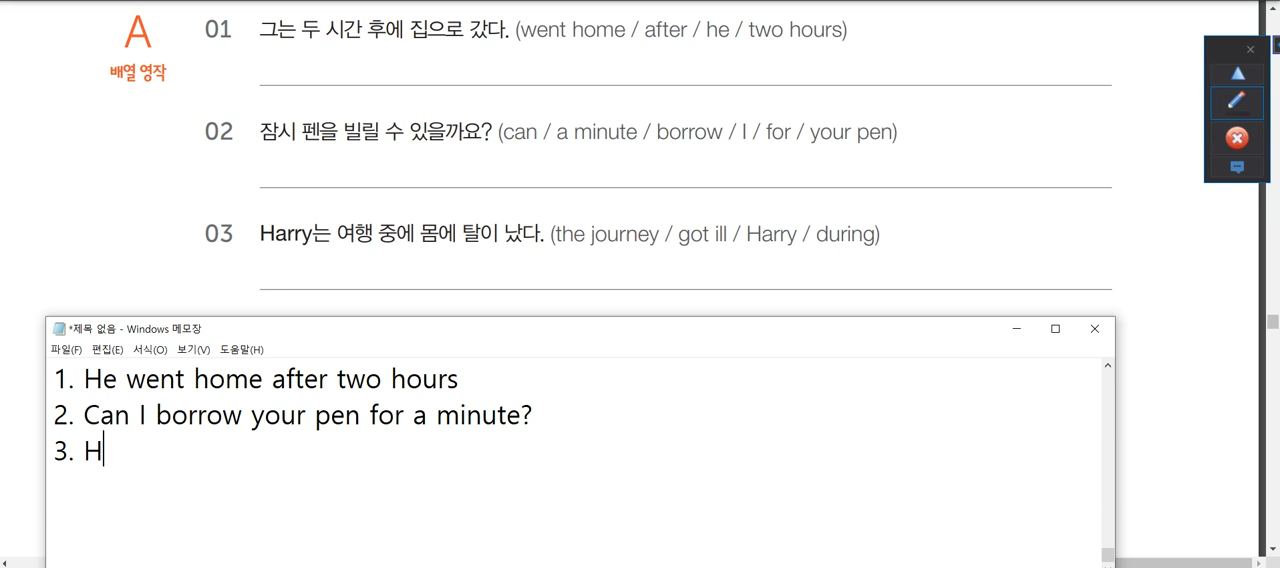 A
배열 영작
01 그는 두 시간 후에 집으로 갔다. (went home / after / he / two hours)
02 잠시 펜을 빌릴 수 있을까요? (can / a minute / borrow / I / for / your pen)
03 Harry는 여행 중에 몸에 탈이 났다. (the journey / got ill / Harry / during)
*제목 없음 - Windows 메모장
파일(F) 편집(E) 서식(O) 보기(V) 도움말(H)
1. He went home after two hours
2. Can I borrow your pen for a minute?
3. H